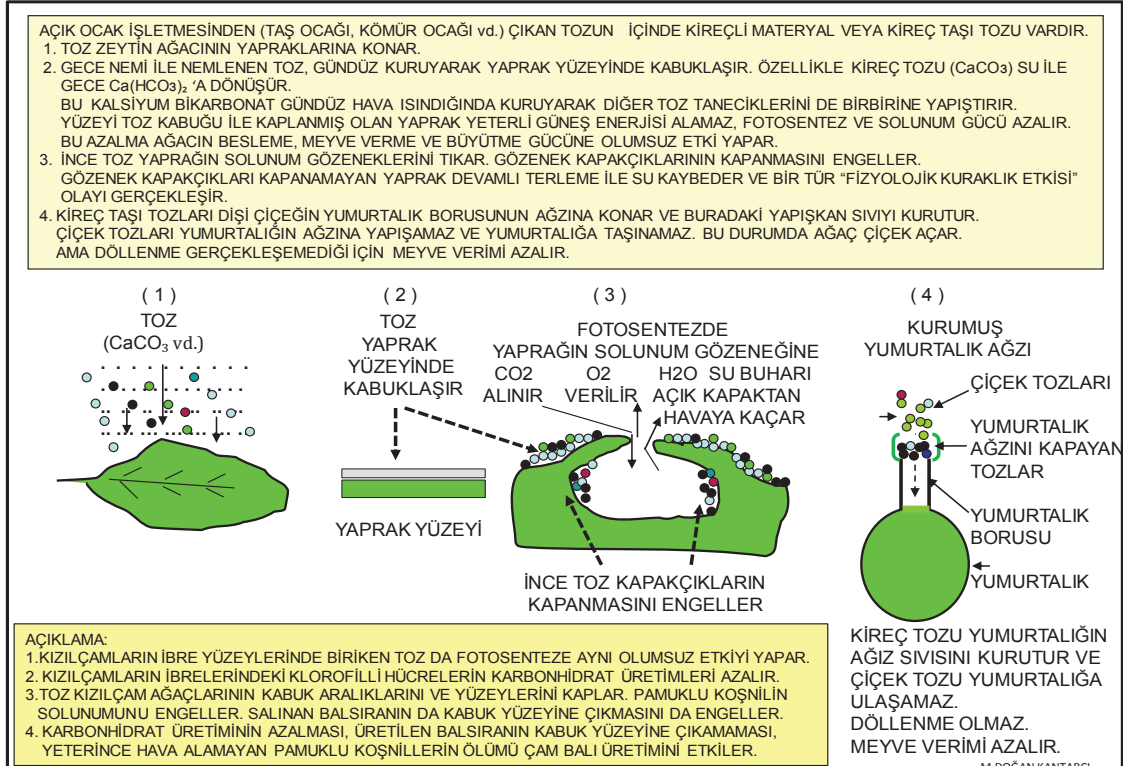 AÇIK OCAK İŞLETMESİNDEN (TAŞ OCAĞI, KÖMÜR OCAĞI vd.) ÇIKAN TOZUN İÇİNDE KİREÇLİ MATERYAL VEYA KİREÇ TAŞI TOZU VARDIR.
1. TOZ ZEYTİN AĞACININ YAPRAKLARINA KONAR.
2. GECE NEMİ İLE NEMLENEN TOZ, GÜNDÜZ KURUYARAK YAPRAK YÜZEYİNDE KABUKLAŞIR. ÖZELLİKLE KİREÇ TOZU (CaCO3) SU İLE
GECE Ca(HCO3)₂ 'A DÖNÜŞÜR.
BU KALSİYUM BİKARBONAT GÜNDÜZ HAVA ISINDIĞINDA KURUYARAK DİĞER TOZ TANECİKLERİNİ DE BİRBİRİNE YAPIŞTIRIR.
YÜZEYİ TOZ KABUĞU İLE KAPLANMIŞ OLAN YAPRAK YETERLİ GÜNEŞ ENERJİSİ ALAMAZ, FOTOSENTEZ VE SOLUNUM GÜCÜ AZALIR.
BU AZALMA AĞACIN BESLEME, MEYVE VERME VE BÜYÜTME GÜCÜNE OLUMSUZ ETKİ YAPAR.
3. İNCE TOZ YAPRAĞIN SOLUNUM GÖZENEKLERİNİ TIKAR. GÖZENEK KAPAKÇIKLARININ KAPANMASINI ENGELLER.
GÖZENEK KAPAKÇIKLARI KAPANAMAYAN YAPRAK DEVAMLI TERLEME İLE SU KAYBEDER VE BİR TÜR "FİZYOLOJİK KURAKLIK ETKİSİ"
OLAYI GERÇEKLEŞİR.
4. KİREÇ TAŞI TOZLARI DİŞİ ÇİÇEĞİN YUMURTALIK BORUSUNUN AĞZINA KONAR VE BURADAKİ YAPIŞKAN SIVIYI KURUTUR.
ÇİÇEK TOZLARI YUMURTALIĞIN AĞZINA YAPIŞAMAZ VE YUMURTALIĞA TAŞINAMAZ. BU DURUMDA AĞAÇ ÇİÇEK AÇAR.
AMA DÖLLENME GERÇEKLEŞEMEDİĞİ İÇİN MEYVE VERİMİ AZALIR.
( 1 )
TOZ
(CaCO₃ vd.)
( 2 )
TOZ
YAPRAK
YÜZEYİNDE
KABUKLAŞIR
YAPRAK YÜZEYİ
( 3 )
FOTOSENTEZDE
YAPRAĞIN SOLUNUM GÖZENEĞİNE
CO2 O2 H2O SU BUHARI
ALINIR VERİLİR AÇIK KAPAKTAN
HAVAYA KAÇAR
İNCE TOZ KAPAKÇIKLARIN
KAPANMASINI ENGELLER
( 4 )
KURUMUŞ
YUMURTALIK AĞZI
ÇİÇEK TOZLARI
YUMURTALIK
AĞZINI KAPAYAN
TOZLAR
YUMURTALIK
BORUSU
YUMURTALIK
KİREÇ TOZU YUMURTALIĞIN
AĞIZ SIVISINI KURUTUR VE
ÇİÇEK TOZU YUMURTALIĞA
ULAŞAMAZ.
DÖLLENME OLMAZ.
MEYVE VERİMİ AZALIR.
M.DOĞAN KANTARCI
AÇIKLAMA:
1.KIZILÇAMLARIN İBRE YÜZEYLERİNDE BİRİKEN TOZ DA FOTOSENTEZE AYNI OLUMSUZ ETKİYİ YAPAR.
2. KIZILÇAMLARIN İBRELERİNDEKİ KLOROFİLLİ HÜCRELERİN KARBONHİDRAT ÜRETİMLERİ AZALIR.
3.TOZ KIZILÇAM AĞAÇLARININ KABUK ARALIKLARINI VE YÜZEYLERİNİ KAPLAR. PAMUKLU KOŞNİLİN
SOLUNUMUNU ENGELLER. SALINAN BALSIRANIN DA KABUK YÜZEYİNE ÇIKMASINI DA ENGELLER.
4. KARBONHİDRAT ÜRETİMİNİN AZALMASI, ÜRETİLEN BALSIRANIN KABUK YÜZEYİNE ÇIKAMAMASI,
YETERİNCE HAVA ALAMAYAN PAMUKLU KOŞNİLLERİN ÖLÜMÜ ÇAM BALI ÜRETİMİNİ ETKİLER.